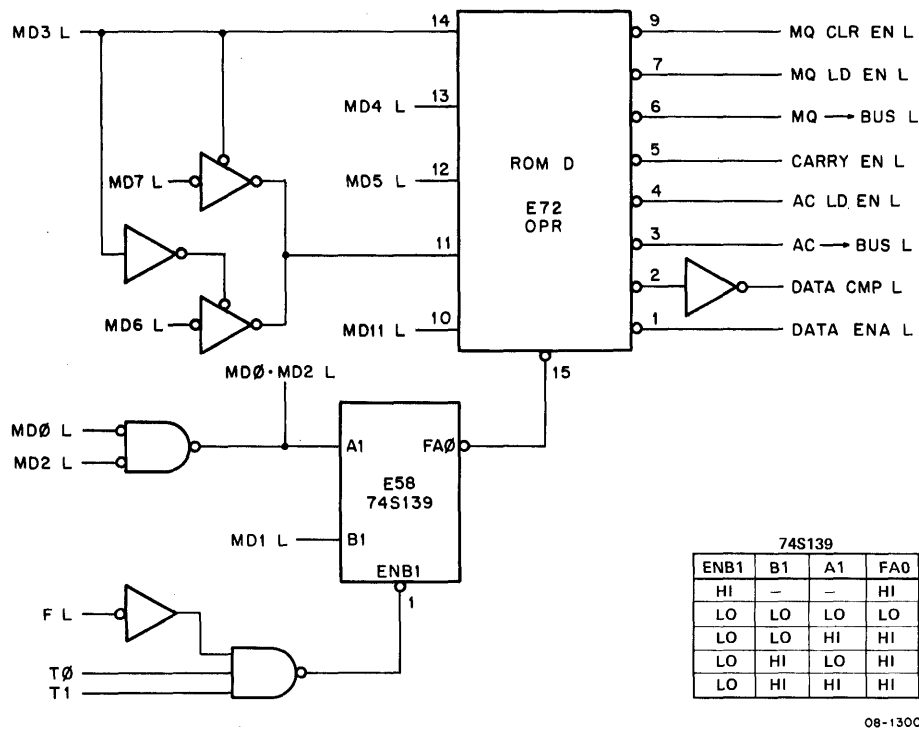 MD3 L
14
9
MQ CLR EN L
7
MQ LD EN L
MD4 L
13
6
MQ → BUS L
MD7 L
MD5 L
12
ROM D
E72
OPR
5
CARRY EN L
4
AC LD EN L
11
3
AC → BUS L
2
DATA CMP L
MD6 L
MD11 L
10
1
DATA ENA L
15
MDØ·MD2 L
MDØ L
MD2 L
A1
FAØ
E58
74S139
MD1 L
B1
ENB1
1
F L
TØ
T1
74S139
ENB1 B1 A1 FA0
HI – – HI
LO LO LO LO
LO LO HI HI
LO HI LO HI
LO HI HI HI
08-1300